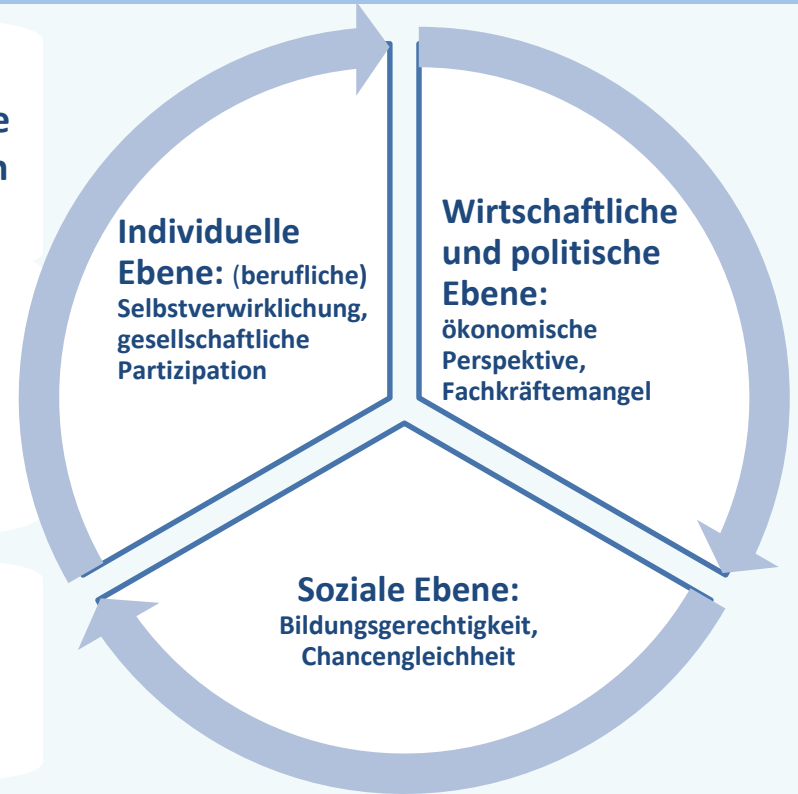 Individuelle
Ebene: (berufliche)
Selbstverwirklichung,
gesellschaftliche
Partizipation
Wirtschaftliche
und politische
Ebene:
ökonomische
Perspektive,
Fachkräftemangel
Soziale Ebene:
Bildungsgerechtigkeit,
Chancengleichheit